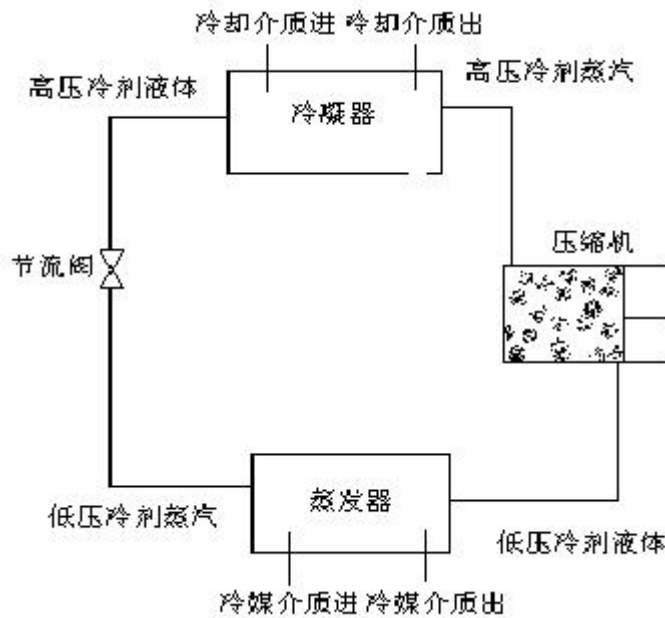 冷却介质进 冷却介质出
高压冷剂液体
高压冷剂蒸汽
冷凝器
压缩机
节流阀
蒸发器
低压冷剂蒸汽
低压冷剂液体
冷媒介质进 冷媒介质出